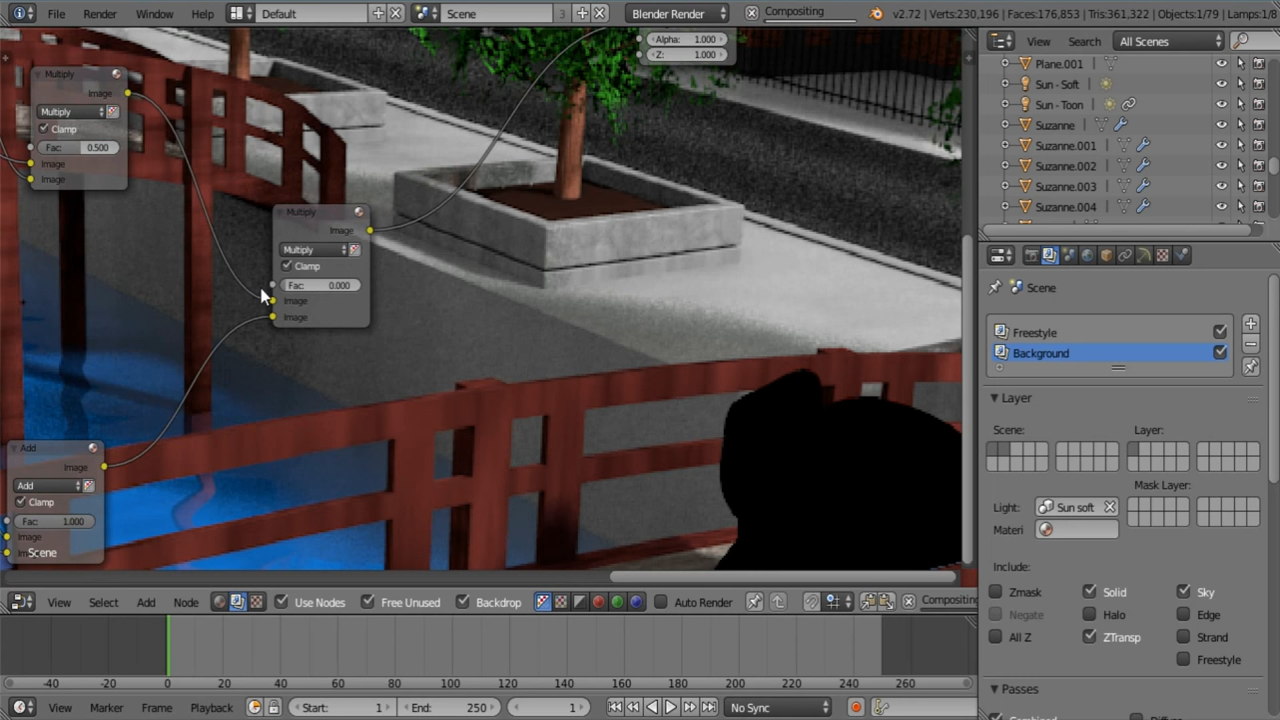 File Render Window Help Default Scene 3 Blender Render Compositing v2.72 | Verts:230,196 | Faces:176,853 | Tris:361,322 | Objects:1/79 | Lamps:1/8
Alpha: 1.000
Z: 1.000
View Search All Scenes
Plane.001
Sun - Soft
Sun - Toon
Suzanne
Suzanne.001
Suzanne.002
Suzanne.003
Suzanne.004
Multiply
Image
Multiply
Clamp
Fac: 0.500
Image
Image
Multiply
Image
Multiply
Clamp
Fac: 0.000
Image
Image
Add
Image
Add
Clamp
Fac: 1.000
Image
Scene
Scene
Freestyle
Background
Layer
Scene: Layer:
Mask Layer:
Light: Sun soft
Materi
Include:
Zmask Solid Sky
Negate Halo Edge
All Z ZTransp Strand
Freestyle
Passes
View Select Add Node Use Nodes Free Unused Backdrop Auto Render Compositing
-40 -20 0 20 40 60 80 100 120 140 160 180 200 220 240 260
View Marker Frame Playback Start: 1 End: 250 1 No Sync